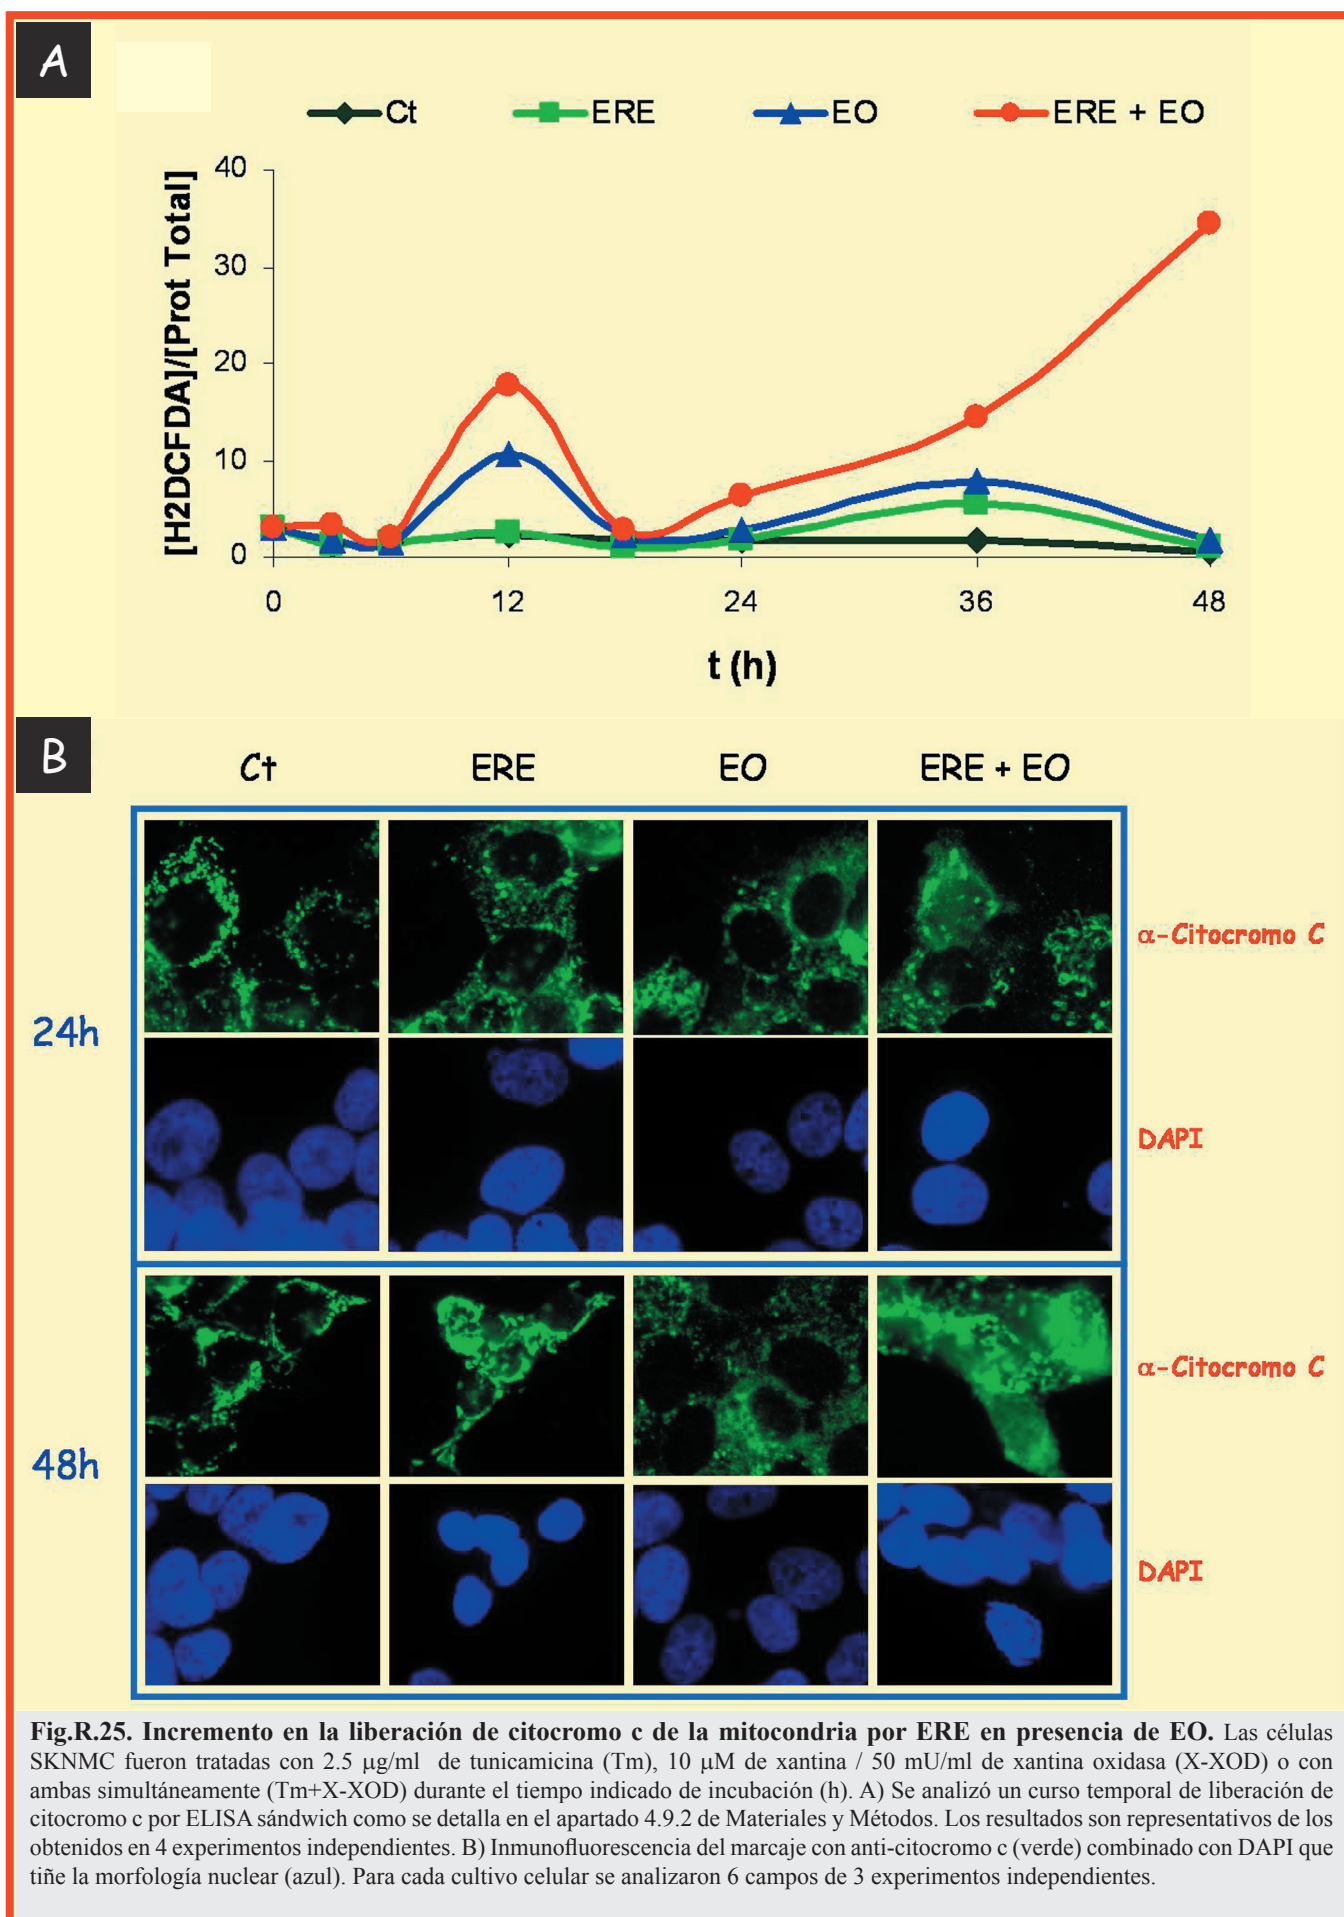 A
Ct ERE EO ERE + EO
[H2DCFDA]/[Prot Total]
40
30
20
10
0
0 12 24 36 48
t (h)
B
Ct ERE EO ERE + EO
24h
α-Citocromo C
DAPI
48h
α-Citocromo C
DAPI
Fig.R.25. Incremento en la liberación de citocromo c de la mitocondria por ERE en presencia de EO. Las células
SKNMC fueron tratadas con 2.5 μg/ml de tunicamicina (Tm), 10 μM de xantina / 50 mU/ml de xantina oxidasa (X-XOD) o con
ambas simultáneamente (Tm+X-XOD) durante el tiempo indicado de incubación (h). A) Se analizó un curso temporal de liberación de
citocromo c por ELISA sándwich como se detalla en el apartado 4.9.2 de Materiales y Métodos. Los resultados son representativos de los
obtenidos en 4 experimentos independientes. B) Inmunofluorescencia del marcaje con anti-citocromo c (verde) combinado con DAPI que
tiñe la morfología nuclear (azul). Para cada cultivo celular se analizaron 6 campos de 3 experimentos independientes.